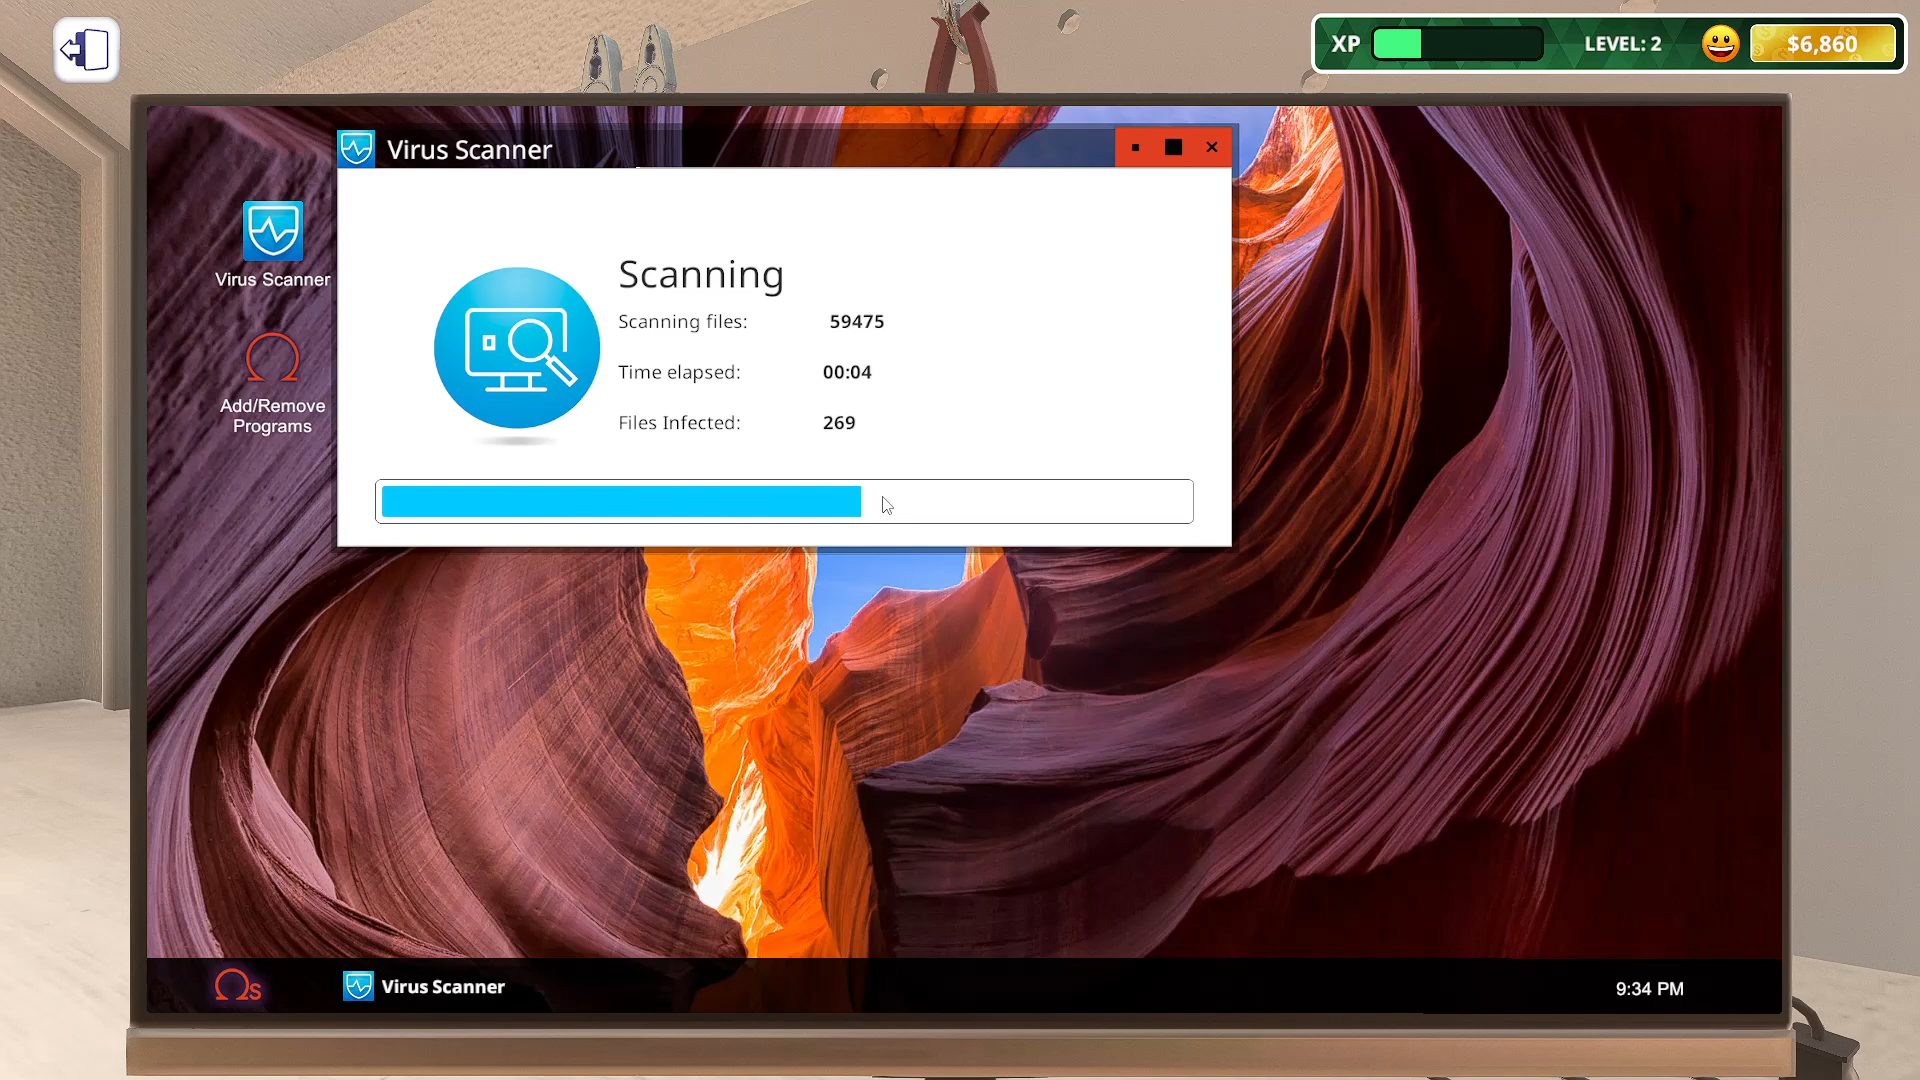 XP
LEVEL: 2
$6,860
Virus Scanner
Virus Scanner
Scanning
Scanning files: 59475
Time elapsed: 00:04
Files Infected: 269
Add/Remove
Programs
Ωs
Virus Scanner
9:34 PM